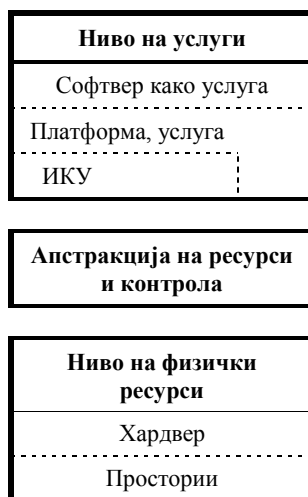 Ниво на услуги
Софтвер како услуга
Платформа, услуга
ИКУ
Апстракција на ресурси
и контрола
Ниво на физички
ресурси
Хардвер
Простории